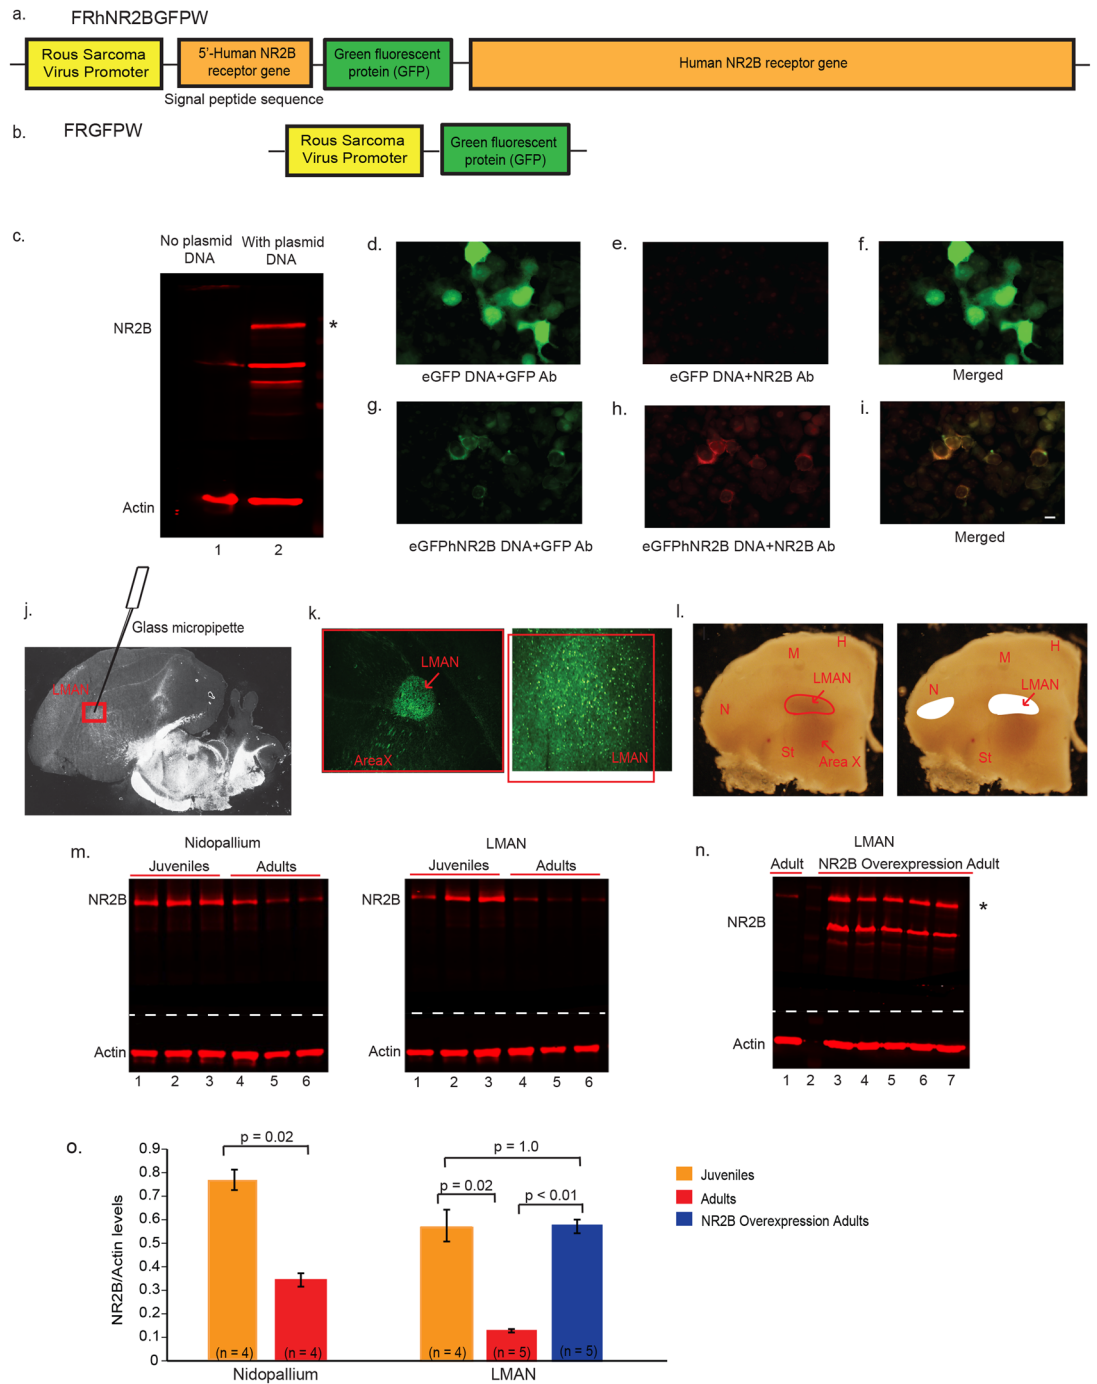 a.
FRhNR2BGFPW
Rous Sarcoma
Virus Promoter
5'-Human NR2B
receptor gene
Green fluorescent
protein (GFP)
Human NR2B receptor gene
Signal peptide sequence
b.
FRGFPW
Rous Sarcoma
Virus Promoter
Green fluorescent
protein (GFP)
c.
No plasmid
DNA
With plasmid
DNA
NR2B
*
Actin
1 2
d.
eGFP DNA+GFP Ab
e.
eGFP DNA+NR2B Ab
f.
Merged
g.
eGFPhNR2B DNA+GFP Ab
h.
eGFPhNR2B DNA+NR2B Ab
i.
Merged
j.
Glass micropipette
LMAN
k.
LMAN
AreaX
LMAN
l.
H
M
LMAN
N
St
Area X
H
M
N
LMAN
St
m.
Nidopallium
Juveniles Adults
NR2B
Actin
1 2 3 4 5 6
LMAN
Juveniles Adults
NR2B
Actin
1 2 3 4 5 6
n.
LMAN
Adult NR2B Overexpression Adult
NR2B
*
Actin
1 2 3 4 5 6 7
o.
NR2B/Actin levels
0.9
0.8
0.7
0.6
0.5
0.4
0.3
0.2
0.1
0
p = 0.02
p = 1.0
p = 0.02
p < 0.01
(n = 4) (n = 4) (n = 4) (n = 5) (n = 5)
Nidopallium LMAN
Juveniles
Adults
NR2B Overexpression Adults